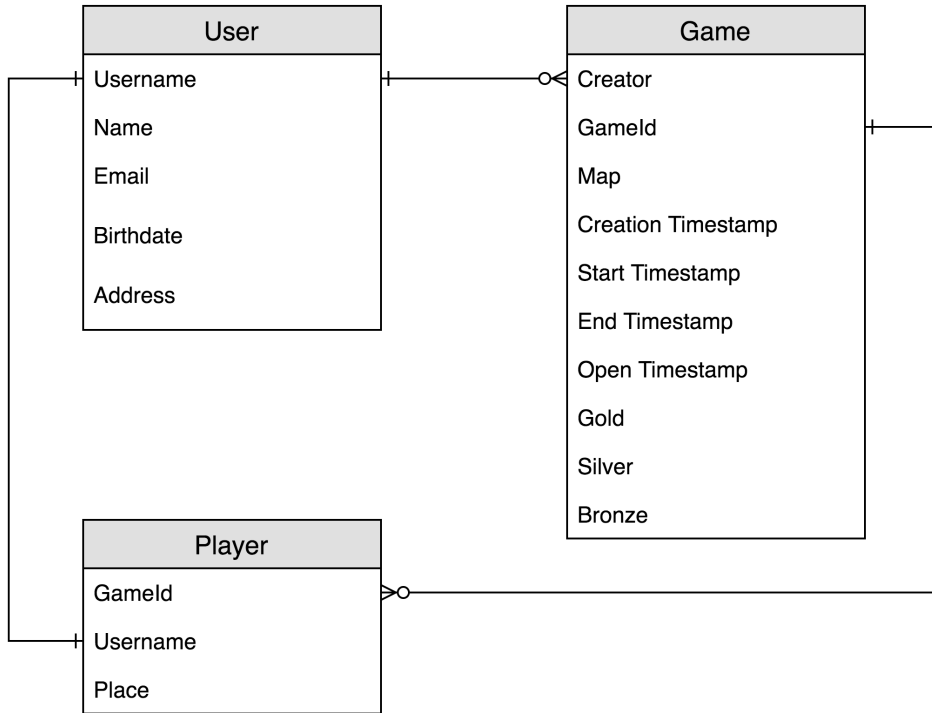 User
Username
Name
Email
Birthdate
Address
Game
Creator
GameId
Map
Creation Timestamp
Start Timestamp
End Timestamp
Open Timestamp
Gold
Silver
Bronze
Player
GameId
Username
Place